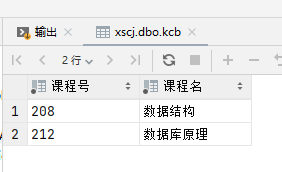 输出
xscj.dbo.kcb
2 行
课程号 课程名
1 208 数据结构
2 212 数据库原理